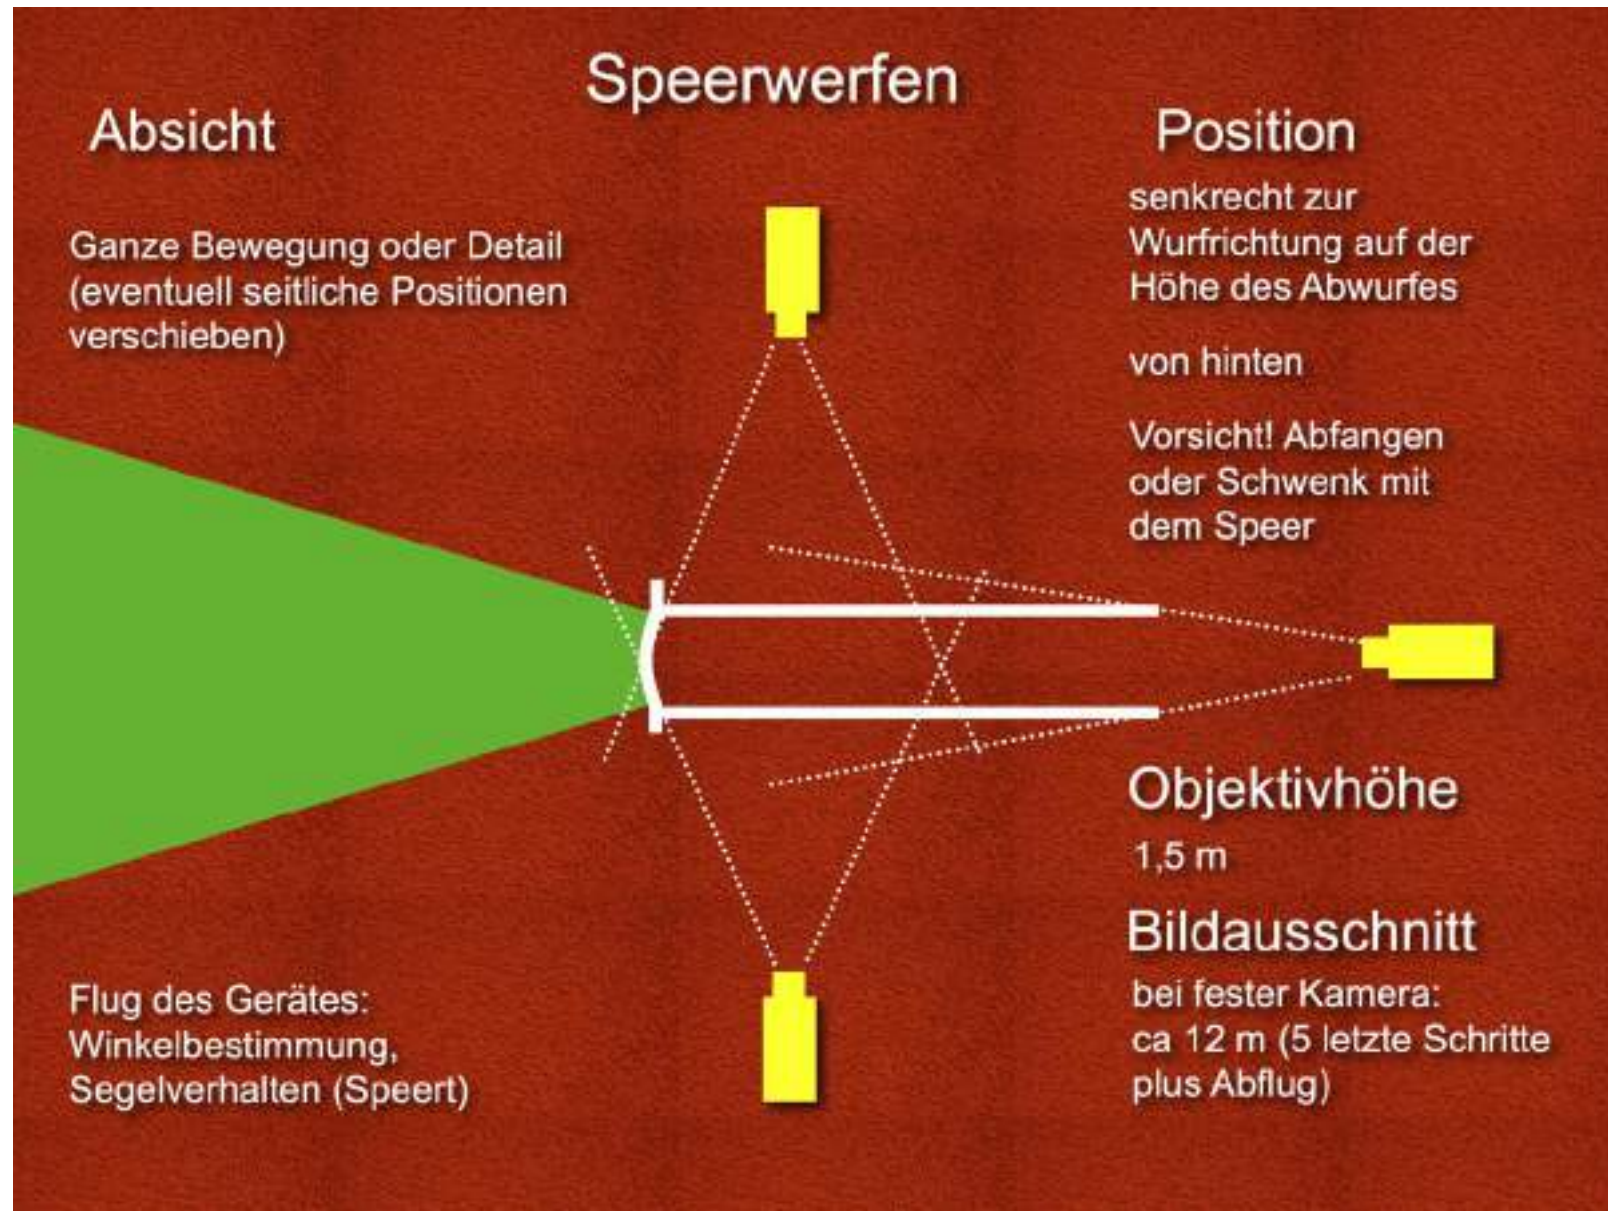 Speerwerfen
Absicht
Ganze Bewegung oder Detail
(eventuell seitliche Positionen
verschieben)
Flug des Gerätes:
Winkelbestimmung,
Segelverhalten (Speert)
Position
senkrecht zur
Wurfrichtung auf der
Höhe des Abwurfes
von hinten
Vorsicht! Abfangen
oder Schwenk mit
dem Speer
Objektivhöhe
1,5 m
Bildausschnitt
bei fester Kamera:
ca 12 m (5 letzte Schritte
plus Abflug)